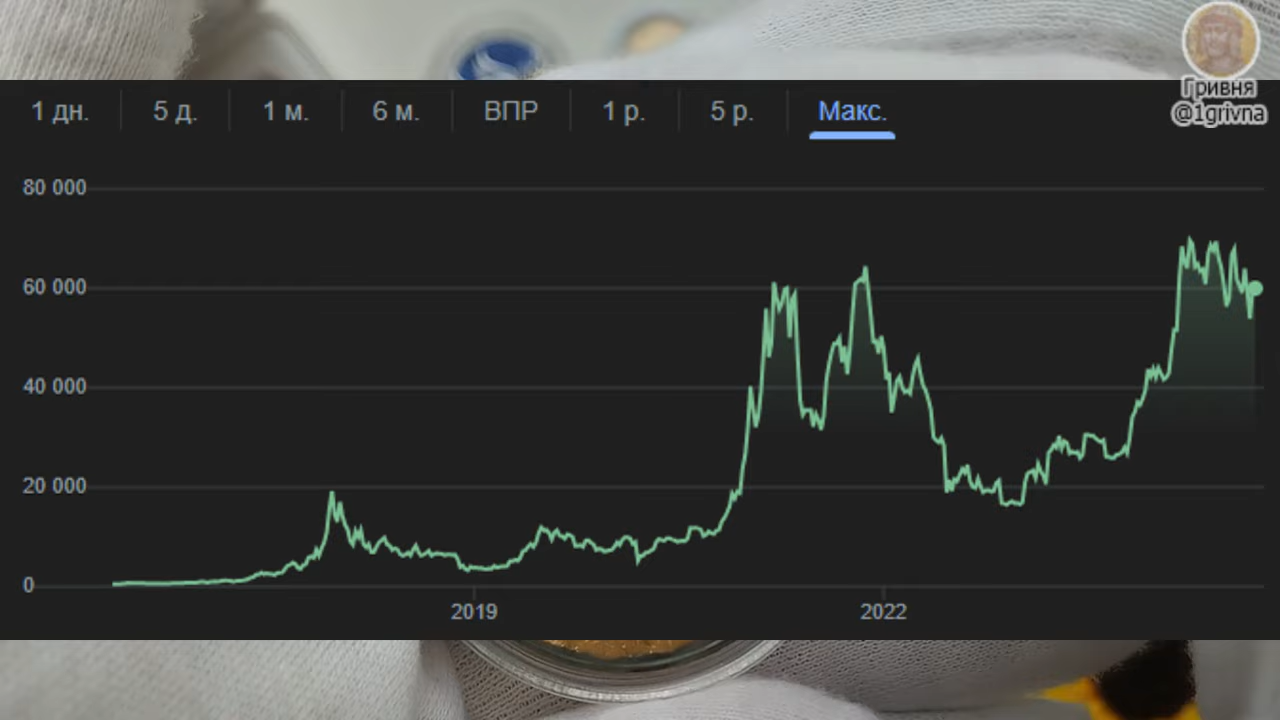 Гривня
@1grivna
1 дн. 5 д. 1 м. 6 м. ВПР 1 р. 5 р. Макс.
80 000
60 000
40 000
20 000
0
2019 2022